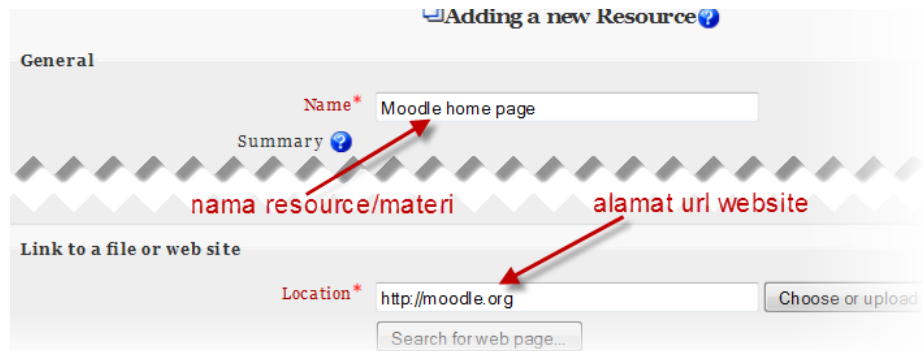 Adding a new Resource
General
Name* Moodle home page
Summary
nama resource/materi
alamat url website
Link to a file or web site
Location* http://moodle.org Choose or upload
Search for web page...